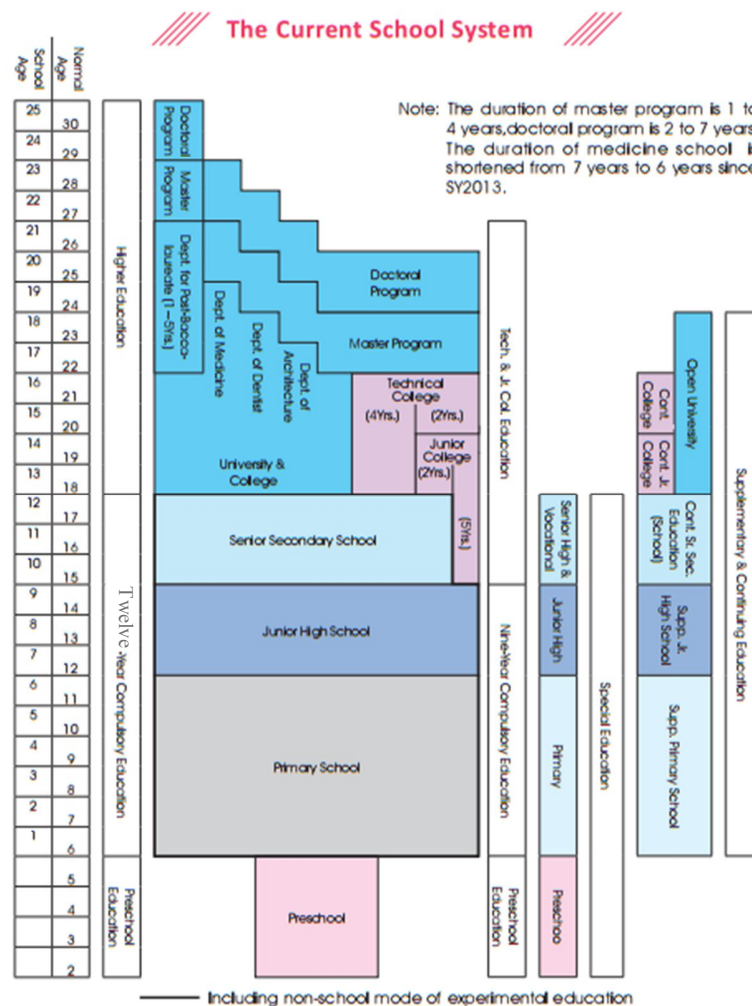 The Current School System
School Age
Normal Age
Note: The duration of master program is 1 to
4 years,doctoral program is 2 to 7 years
The duration of medicine school i
shortened from 7 years to 6 years since
SY2013.
25
24
23
22
21
20
19
18
17
16
15
14
13
12
11
10
9
8
7
6
5
4
3
2
1
30
29
28
27
26
25
24
23
22
21
20
19
18
17
16
15
14
13
12
11
10
9
8
7
6
5
4
3
2
Higher Education
Twelve-Year Compulsory Education
Preschool
Education
Doctoral
Program
Master
Program
Dept. for Post-Bacca-
laureate (1－5Yrs.)
Dept. of Medicine
Dept. of Dentist
Dept. of
Architecture
Doctoral
Program
Master Program
University &
College
Technical
College
(4Yrs.)
(2Yrs.)
Junior
College
(2Yrs.)
(5Yrs.)
Senior Secondary School
Junior High School
Primary School
Preschool
Tech. & Jr. Col. Education
Nine-Year Compulsory Education
Preschool
Education
Senior High &
Vocational
Junior High
Primary
Preschoo
Special Education
Open University
Cont.
College
Cont. Jr.
College
Cont. Sr. Sec.
Education
(School)
Supp. Jr.
High School
Supp. Primary School
Supplementary & Continuing Education
Including non-school mode of experimental education